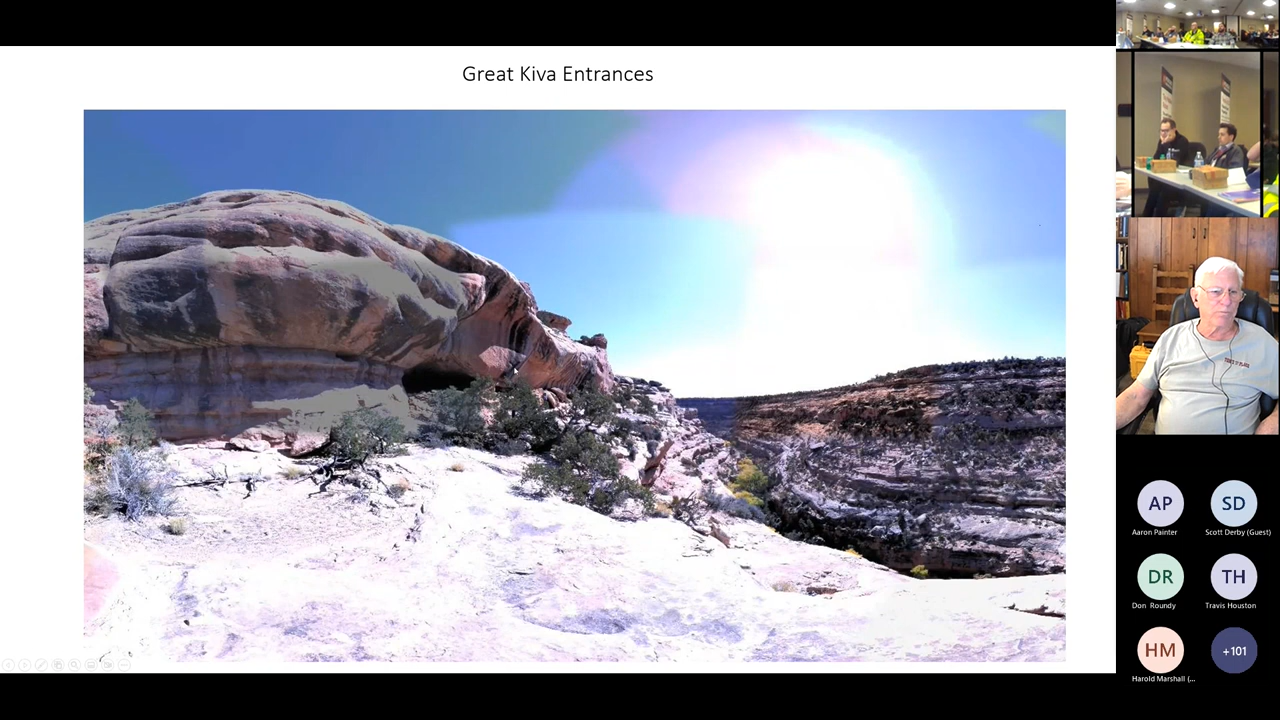 Great Kiva Entrances
AP
SD
Aaron Painter
Scott Derby (Guest)
DR
TH
Don Roundy
Travis Houston
HM
+101
Harold Marshall (...